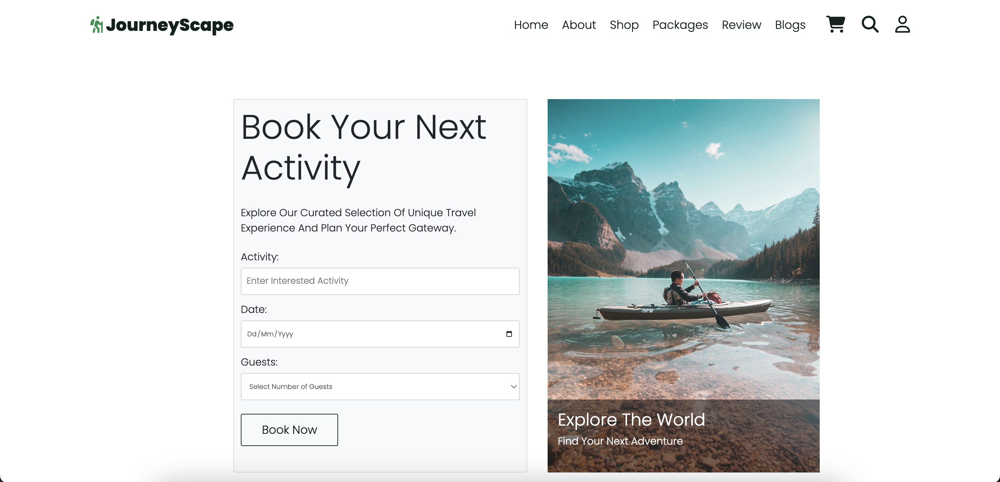 JourneyScape
Home About Shop Packages Review Blogs
Book Your Next
Activity
Explore Our Curated Selection Of Unique Travel
Experience And Plan Your Perfect Gateway.
Activity:
Enter Interested Activity
Date:
Dd/Mm/Yyyy
Guests:
Select Number of Guests
Book Now
Explore The World
Find Your Next Adventure